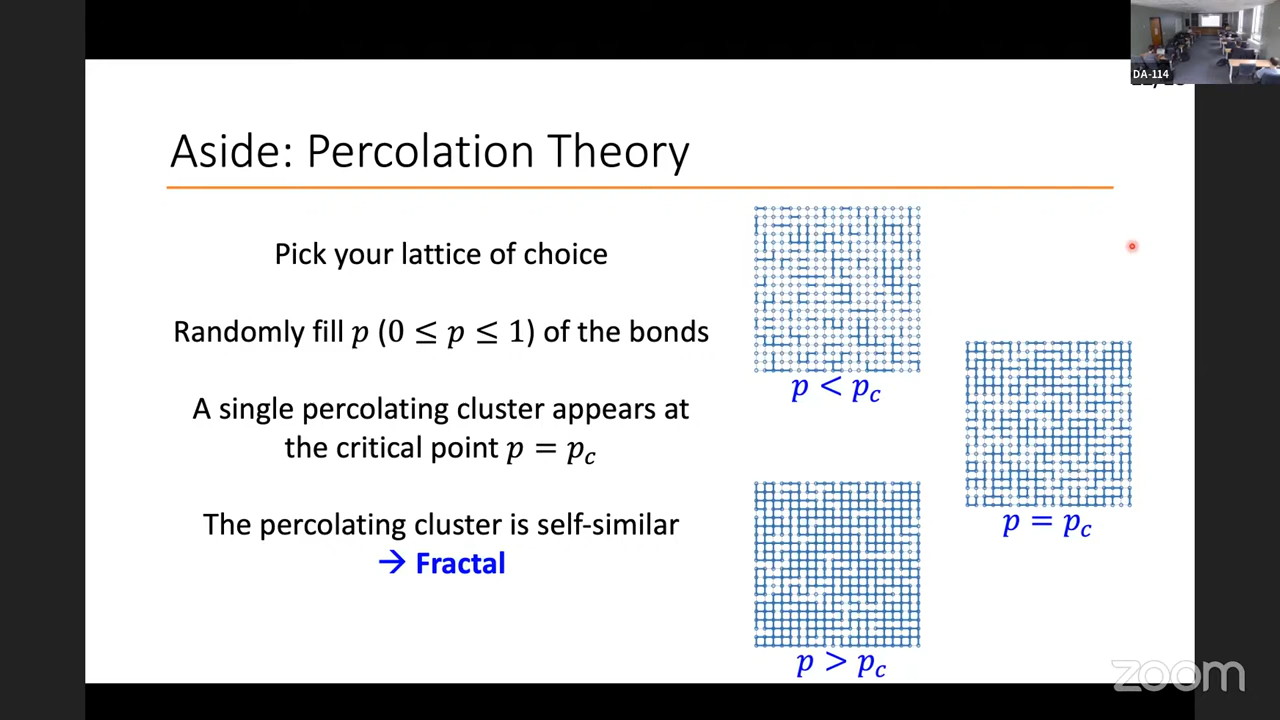 DA-114
Aside: Percolation Theory
Pick your lattice of choice
Randomly fill p (0 ≤ p ≤ 1) of the bonds
A single percolating cluster appears at
the critical point p = p_c
The percolating cluster is self-similar
→ Fractal
p < p_c
p = p_c
p > p_c
zoom